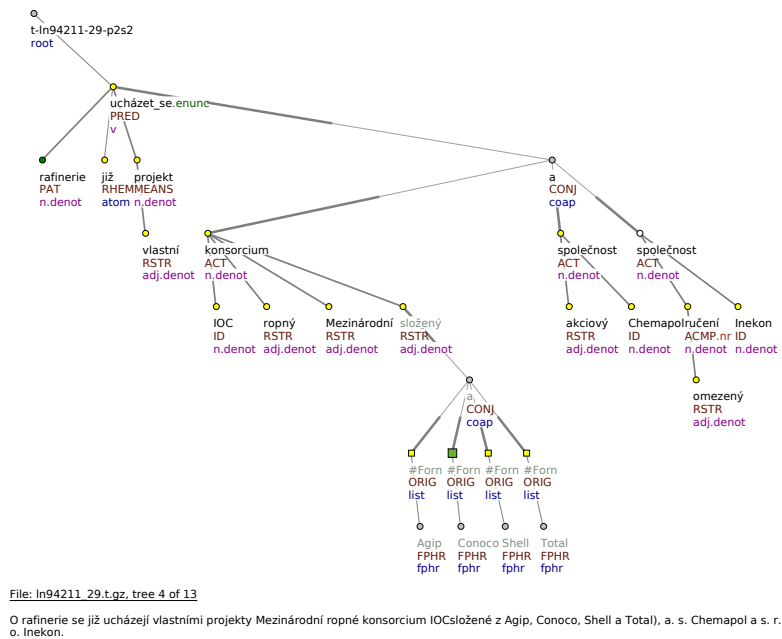 t-ln94211-29-p2s2
root
ucházet_se.enunc
PRED
v
rafinerie již projekt a
PAT RHEM MEANS CONJ
n.denot atom n.denot coap
vlastní konsorcium společnost společnost
RSTR ACT ACT ACT
adj.denot n.denot n.denot n.denot
IOC ropný Mezinárodní složený akciový Chemapol ručení Inekon
ID RSTR RSTR RSTR RSTR ID ACMP.nr ID
n.denot adj.denot adj.denot adj.denot adj.denot n.denot n.denot n.denot
a omezený
CONJ RSTR
coap adj.denot
#Forn #Forn #Forn #Forn
ORIG ORIG ORIG ORIG
list list list list
Agip Conoco Shell Total
FPHR FPHR FPHR FPHR
fphr fphr fphr fphr
File: ln94211_29.t.gz, tree 4 of 13
O rafinerie se již ucházejí vlastními projekty Mezinárodní ropné konsorcium IOCsložené z Agip, Conoco, Shell a Total), a. s. Chemapol a s. r.
o. Inekon.